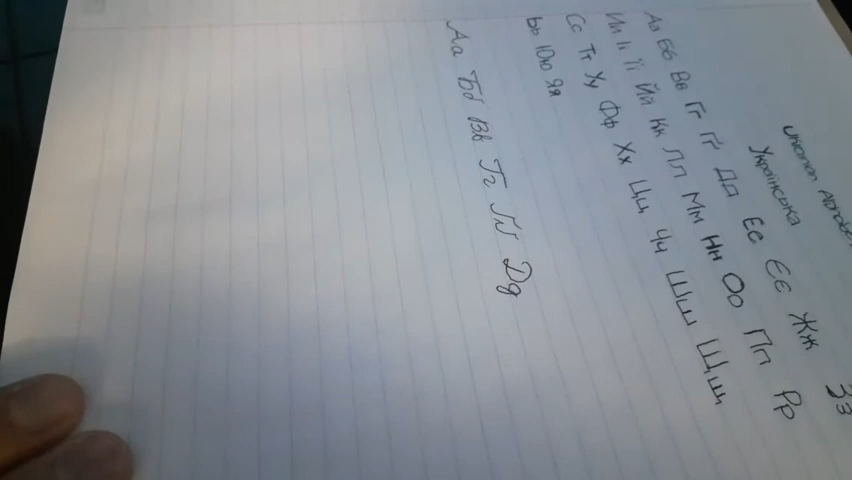 Ukrainian Alphabet
Українська
Аа Бб Вв Гг Ґґ Дд Ее Єє Жж Зз
Ии Іі Її Йй Кк Лл Мм Нн Оо Пп Рр
Сс Тт Уу Фф Хх Цц Чч Шш Щщ
Ьь Юю Яя
Аа Бб Вв Гг Ґґ Дд